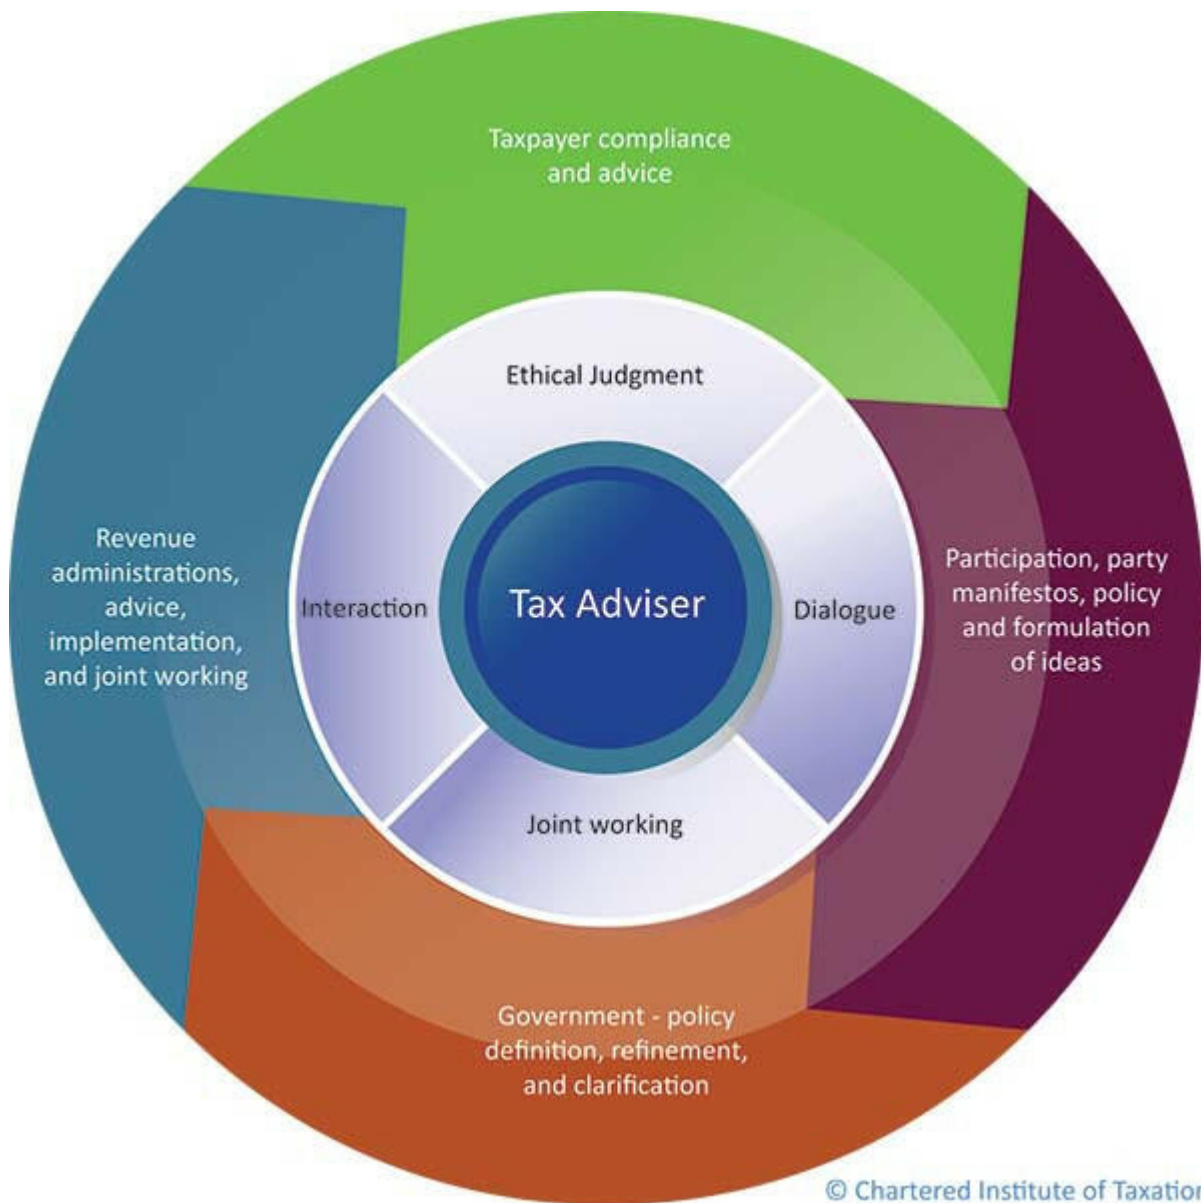 Taxpayer compliance
and advice
Ethical Judgment
Revenue
administrations,
advice,
implementation,
and joint working
Interaction
Tax Adviser
Dialogue
Participation, party
manifestos, policy
and formulation
of ideas
Joint working
Government - policy
definition, refinement,
and clarification
© Chartered Institute of Taxatio